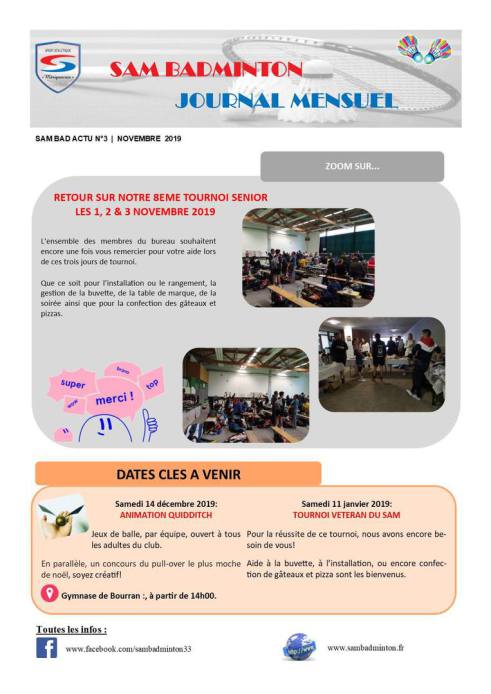 SAM BADMINTON
JOURNAL MENSUEL
SAM BAD ACTU N°3 | NOVEMBRE 2019
ZOOM SUR...
RETOUR SUR NOTRE 8EME TOURNOI SENIOR
LES 1, 2 & 3 NOVEMBRE 2019
L'ensemble des membres du bureau souhaitent
encore une fois vous remercier pour votre aide lors
de ces trois jours de tournoi.
Que ce soit pour l'installation ou le rangement, la
gestion de la buvette, de la table de marque, de la
soirée ainsi que pour la confection des gâteaux et
pizzas.
bravo
super
top
wow
merci !
DATES CLES A VENIR
Samedi 14 décembre 2019:
ANIMATION QUIDDITCH
Jeux de balle, par équipe, ouvert à tous
les adultes du club.
En parallèle, un concours du pull-over le plus moche
de noël, soyez créatif!
Gymnase de Bourran :, à partir de 14h00.
Samedi 11 janvier 2019:
TOURNOI VETERAN DU SAM
Pour la réussite de ce tournoi, nous avons encore be-
soin de vous!
Aide à la buvette, à l'installation, ou encore confec-
tion de gâteaux et pizza sont les bienvenus.
Toutes les infos :
www.facebook.com/sambadminton33
www.sambadminton.fr